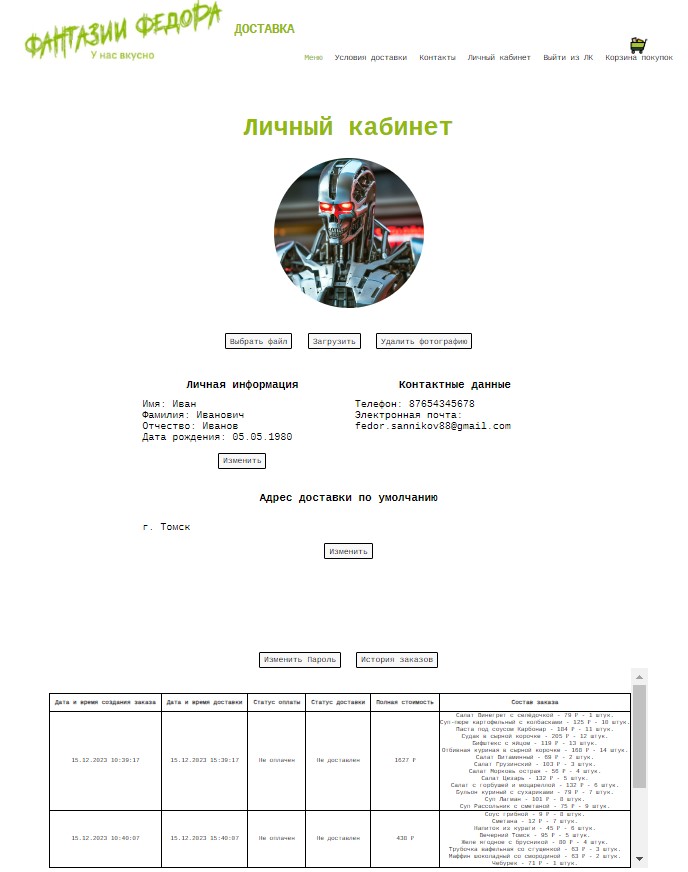 ФАНТАЗИИ ФЕДОРА
У нас вкусно
ДОСТАВКА
Меню Условия доставки Контакты Личный кабинет Выйти из ЛК Корзина покупок
Личный кабинет
Выбрать файл Загрузить Удалить фотографию
Личная информация Контактные данные
Имя: Иван Телефон: 87654345678
Фамилия: Иванович Электронная почта:
Отчество: Иванов fedor.sannikov88@gmail.com
Дата рождения: 05.05.1980
Изменить
Адрес доставки по умолчанию
г. Томск
Изменить
Изменить Пароль История заказов
Дата и время создания заказа Дата и время доставки Статус оплаты Статус доставки Полная стоимость Состав заказа
Салат Винегрет с селёдочкой - 79 ₽ - 1 штук.
Суп-пюре картофельный с колбасками - 125 ₽ - 10 штук.
Паста под соусом Карбонар - 184 ₽ - 11 штук.
Судак в сырной корочке - 205 ₽ - 12 штук.
Бифштекс с яйцом - 119 ₽ - 13 штук.
Отбивная куриная в сырной корочке - 168 ₽ - 14 штук.
Салат Витаминный - 69 ₽ - 2 штук.
15.12.2023 10:39:17 15.12.2023 15:39:17 Не оплачен Не доставлен 1627 ₽ Салат Грузинский - 103 ₽ - 3 штук.
Салат Морковь острая - 56 ₽ - 4 штук.
Салат Цезарь - 132 ₽ - 5 штук.
Салат с горбушей и моцареллой - 132 ₽ - 6 штук.
Бульон куриный с сухариками - 79 ₽ - 7 штук.
Суп Лагман - 101 ₽ - 8 штук.
Суп Рассольник с сметаной - 75 ₽ - 9 штук.
Соус грибной - 9 ₽ - 8 штук.
Сметана - 12 ₽ - 7 штук.
Напиток из кураги - 45 ₽ - 6 штук.
Вечерний Томск - 95 ₽ - 5 штук.
15.12.2023 10:40:07 15.12.2023 15:40:07 Не оплачен Не доставлен 438 ₽ Желе ягодное с брусникой - 80 ₽ - 4 штук.
Трубочка вафельная со сгущенкой - 63 ₽ - 3 штук.
Маффин шоколадный со смородиной - 63 ₽ - 2 штук.
Чебурек - 71 ₽ - 1 штук.